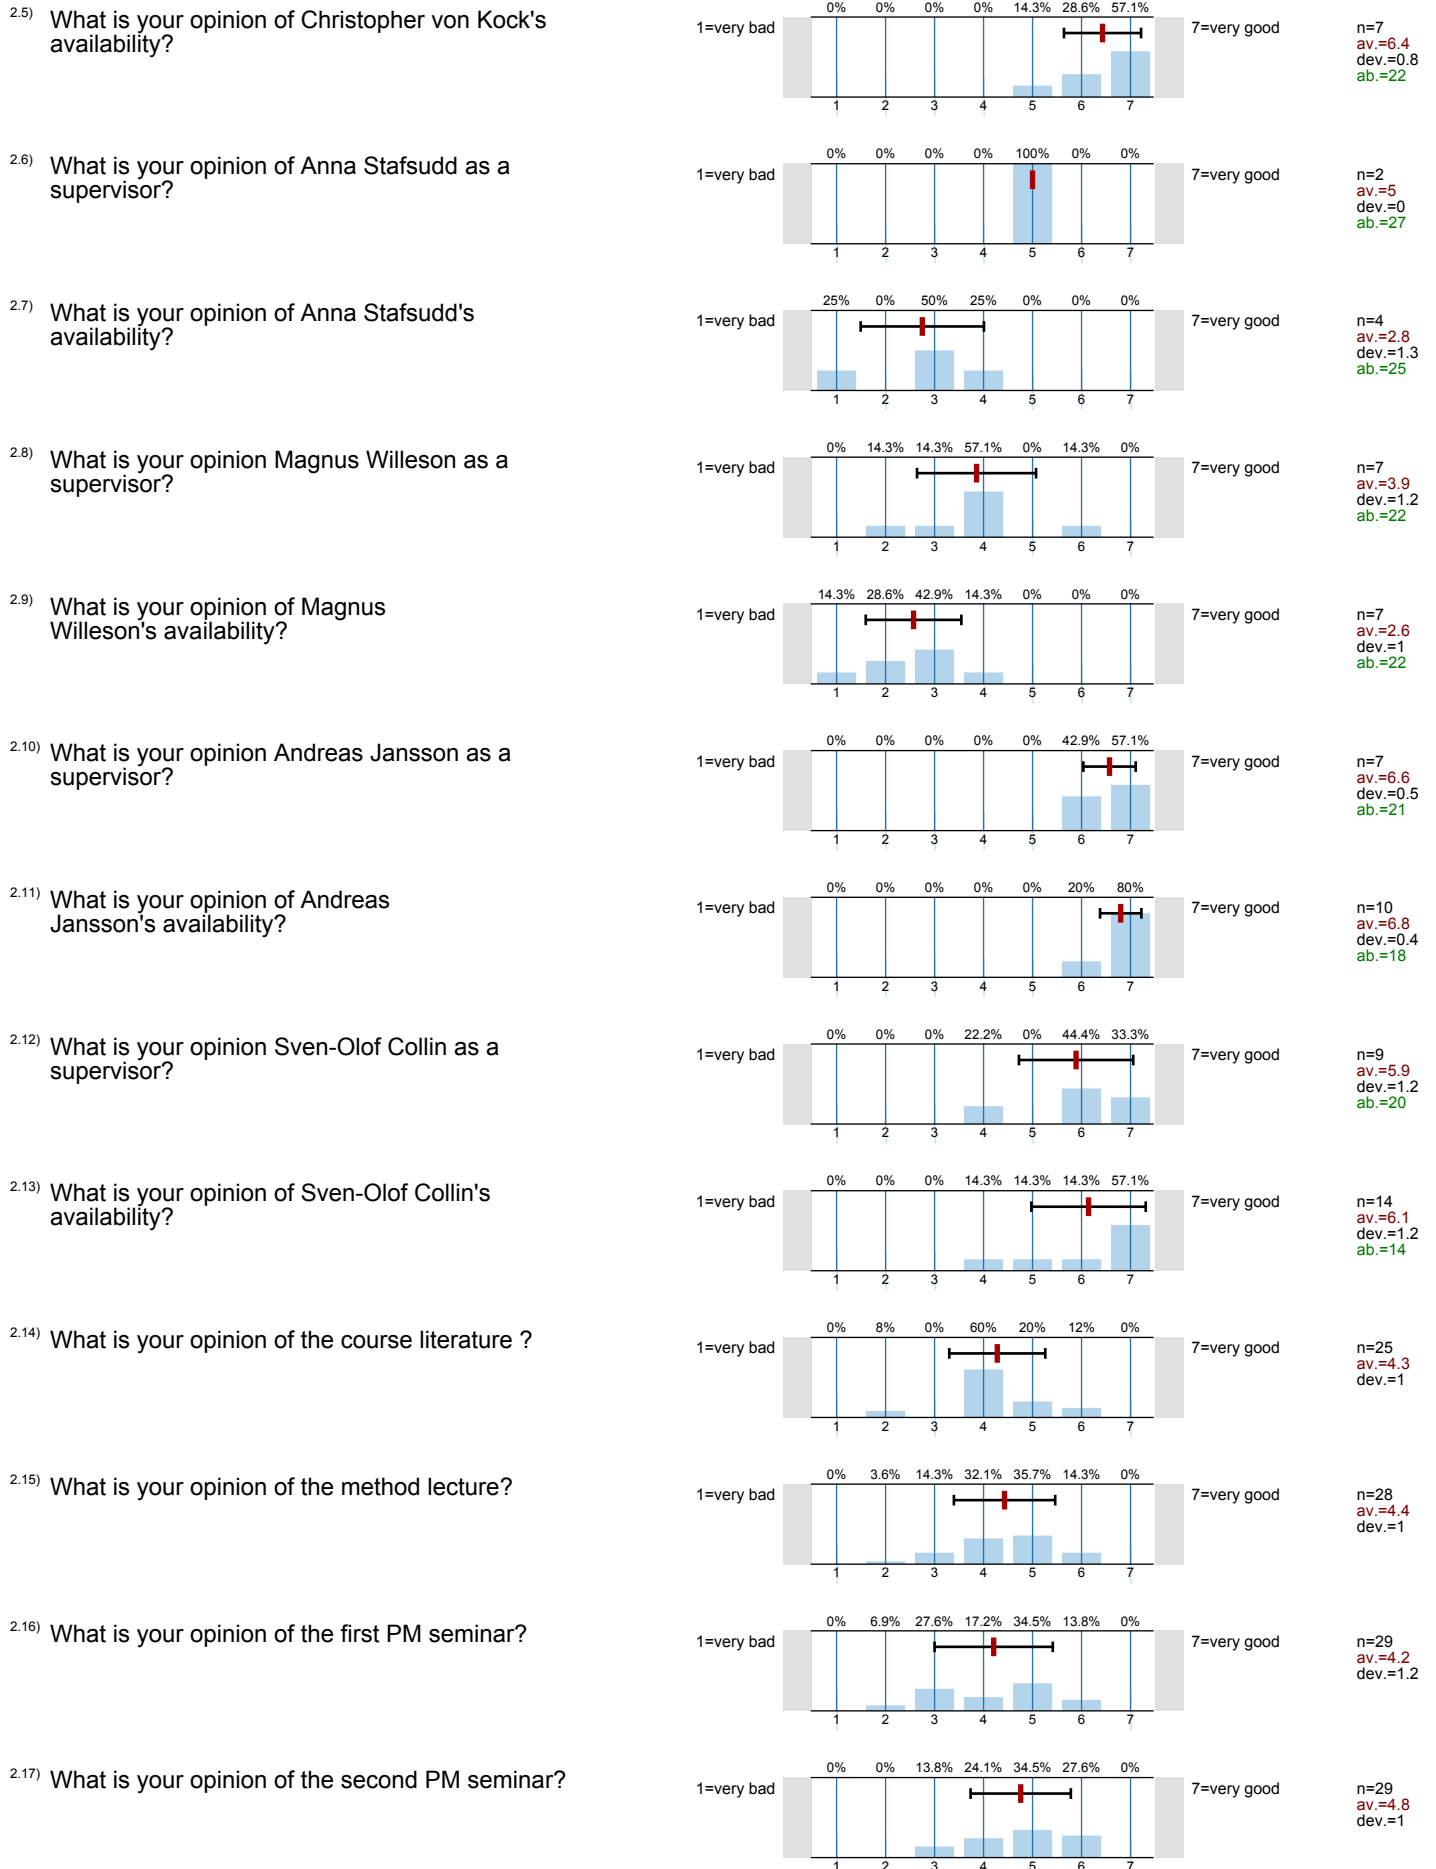 2.5) What is your opinion of Christopher von Kock's
availability?
0% 0% 0% 0% 14.3% 28.6% 57.1%
1=very bad 7=very good
1 2 3 4 5 6 7
n=7
av.=6.4
dev.=0.8
ab.=22
2.6) What is your opinion of Anna Stafsudd as a
supervisor?
0% 0% 0% 0% 100% 0% 0%
1=very bad 7=very good
1 2 3 4 5 6 7
n=2
av.=5
dev.=0
ab.=27
2.7) What is your opinion of Anna Stafsudd's
availability?
25% 0% 50% 25% 0% 0% 0%
1=very bad 7=very good
1 2 3 4 5 6 7
n=4
av.=2.8
dev.=1.3
ab.=25
2.8) What is your opinion Magnus Willeson as a
supervisor?
0% 14.3% 14.3% 57.1% 0% 14.3% 0%
1=very bad 7=very good
1 2 3 4 5 6 7
n=7
av.=3.9
dev.=1.2
ab.=22
2.9) What is your opinion of Magnus
Willeson's availability?
14.3% 28.6% 42.9% 14.3% 0% 0% 0%
1=very bad 7=very good
1 2 3 4 5 6 7
n=7
av.=2.6
dev.=1
ab.=22
2.10) What is your opinion Andreas Jansson as a
supervisor?
0% 0% 0% 0% 0% 42.9% 57.1%
1=very bad 7=very good
1 2 3 4 5 6 7
n=7
av.=6.6
dev.=0.5
ab.=21
2.11) What is your opinion of Andreas
Jansson's availability?
0% 0% 0% 0% 0% 20% 80%
1=very bad 7=very good
1 2 3 4 5 6 7
n=10
av.=6.8
dev.=0.4
ab.=18
2.12) What is your opinion Sven-Olof Collin as a
supervisor?
0% 0% 0% 22.2% 0% 44.4% 33.3%
1=very bad 7=very good
1 2 3 4 5 6 7
n=9
av.=5.9
dev.=1.2
ab.=20
2.13) What is your opinion of Sven-Olof Collin's
availability?
0% 0% 0% 14.3% 14.3% 14.3% 57.1%
1=very bad 7=very good
1 2 3 4 5 6 7
n=14
av.=6.1
dev.=1.2
ab.=14
2.14) What is your opinion of the course literature ?
0% 8% 0% 60% 20% 12% 0%
1=very bad 7=very good
1 2 3 4 5 6 7
n=25
av.=4.3
dev.=1
2.15) What is your opinion of the method lecture?
0% 3.6% 14.3% 32.1% 35.7% 14.3% 0%
1=very bad 7=very good
1 2 3 4 5 6 7
n=28
av.=4.4
dev.=1
2.16) What is your opinion of the first PM seminar?
0% 6.9% 27.6% 17.2% 34.5% 13.8% 0%
1=very bad 7=very good
1 2 3 4 5 6 7
n=29
av.=4.2
dev.=1.2
2.17) What is your opinion of the second PM seminar?
0% 0% 13.8% 24.1% 34.5% 27.6% 0%
1=very bad 7=very good
1 2 3 4 5 6 7
n=29
av.=4.8
dev.=1